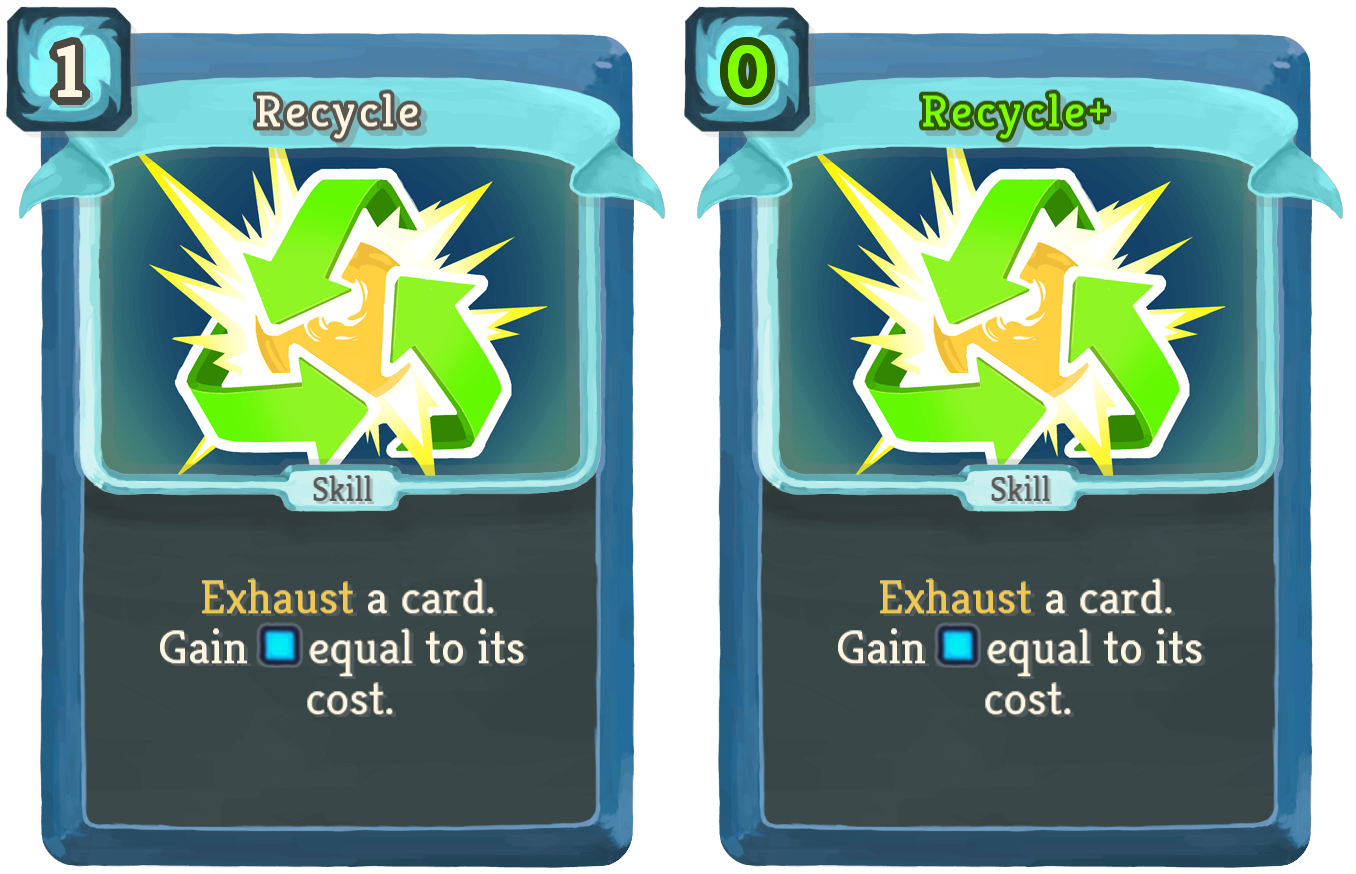 1
Recycle
Skill
Exhaust a card.
Gain equal to its
cost.
0
Recycle+
Skill
Exhaust a card.
Gain equal to its
cost.